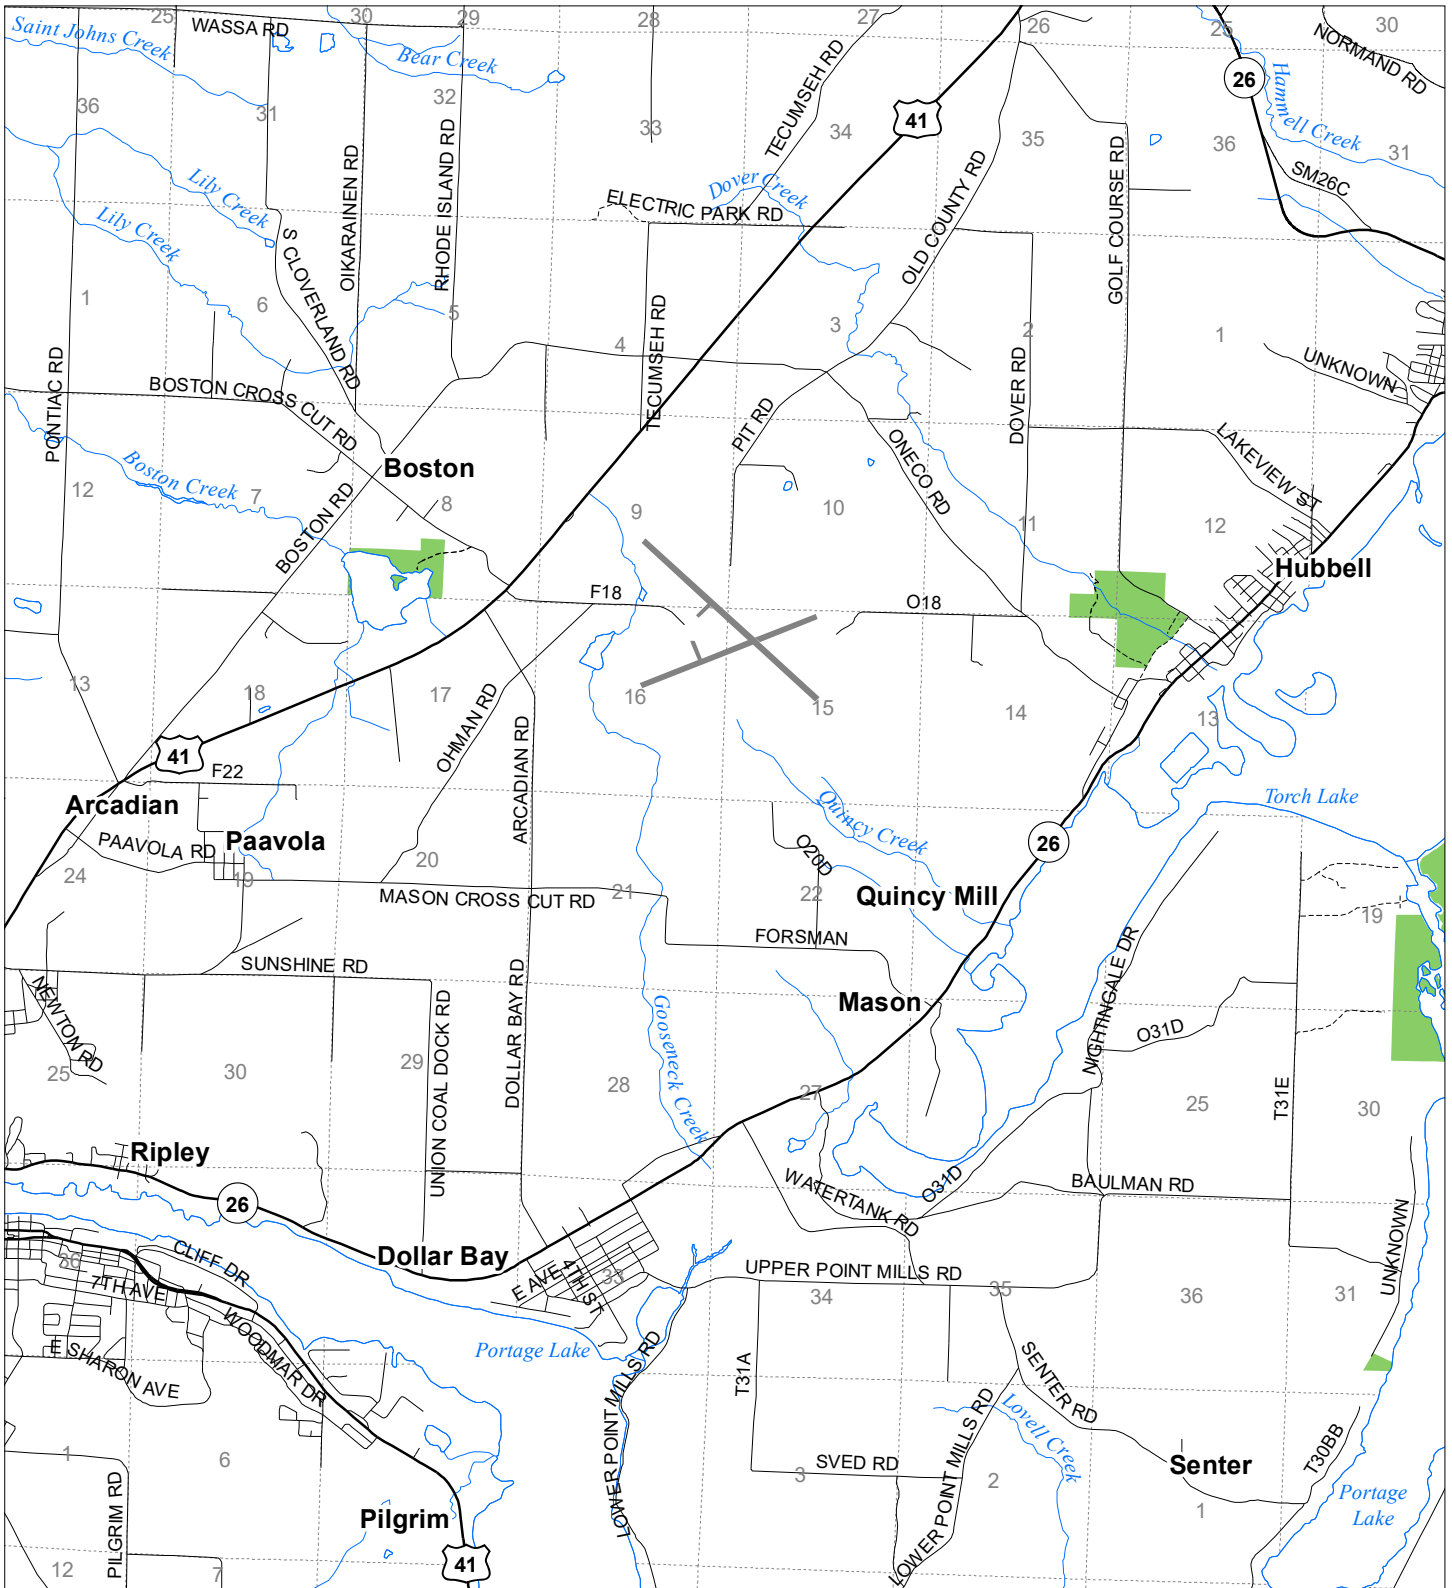 25
30
29
28
27
26
25
30
Saint Johns Creek
WASSA RD
Bear Creek
TECUMSEH RD
NORMAND RD
26
Hammell Creek
36
31
32
33
34
41
35
36
31
Lily Creek
OIKARAINEN RD
RHODE ISLAND RD
Dover Creek
ELECTRIC PARK RD
OLD COUNTY RD
GOLF COURSE RD
SM26C
Lily Creek
S CLOVERLAND RD
1
6
5
4
TECUMSEH RD
3
2
1
PONTIAC RD
BOSTON CROSS CUT RD
PIT RD
ONECO RD
DOVER RD
UNKNOWN
LAKEVIEW ST
Boston
Boston Creek
12
7
8
9
10
11
12
BOSTON RD
Hubbell
F18
O18
13
18
17
16
15
14
13
OHMAN RD
ARCADIAN RD
41
F22
Arcadian
Paavola
PAAVOLA RD
Quincy Creek
Torch Lake
26
O20D
24
19
20
21
22
19
MASON CROSS CUT RD
Quincy Mill
FORSMAN
SUNSHINE RD
NEWTON RD
UNION COAL DOCK RD
DOLLAR BAY RD
Gooseneck Creek
Mason
NIGHTINGALE DR
O31D
T31E
25
30
29
28
27
25
30
Ripley
26
WATERTANK RD
O31D
BAULMAN RD
UNKNOWN
Dollar Bay
CLIFF DR
36
7TH AVE
E AVE
4TH ST
33
UPPER POINT MILLS RD
34
35
36
31
WOODMAR DR
E SHARON AVE
Portage Lake
LOWER POINT MILLS RD
T31A
SENTER RD
LOWER POINT MILLS RD
Lovell Creek
T30BB
1
6
3
2
1
SVED RD
Senter
PILGRIM RD
Pilgrim
Portage
Lake
12
7
41